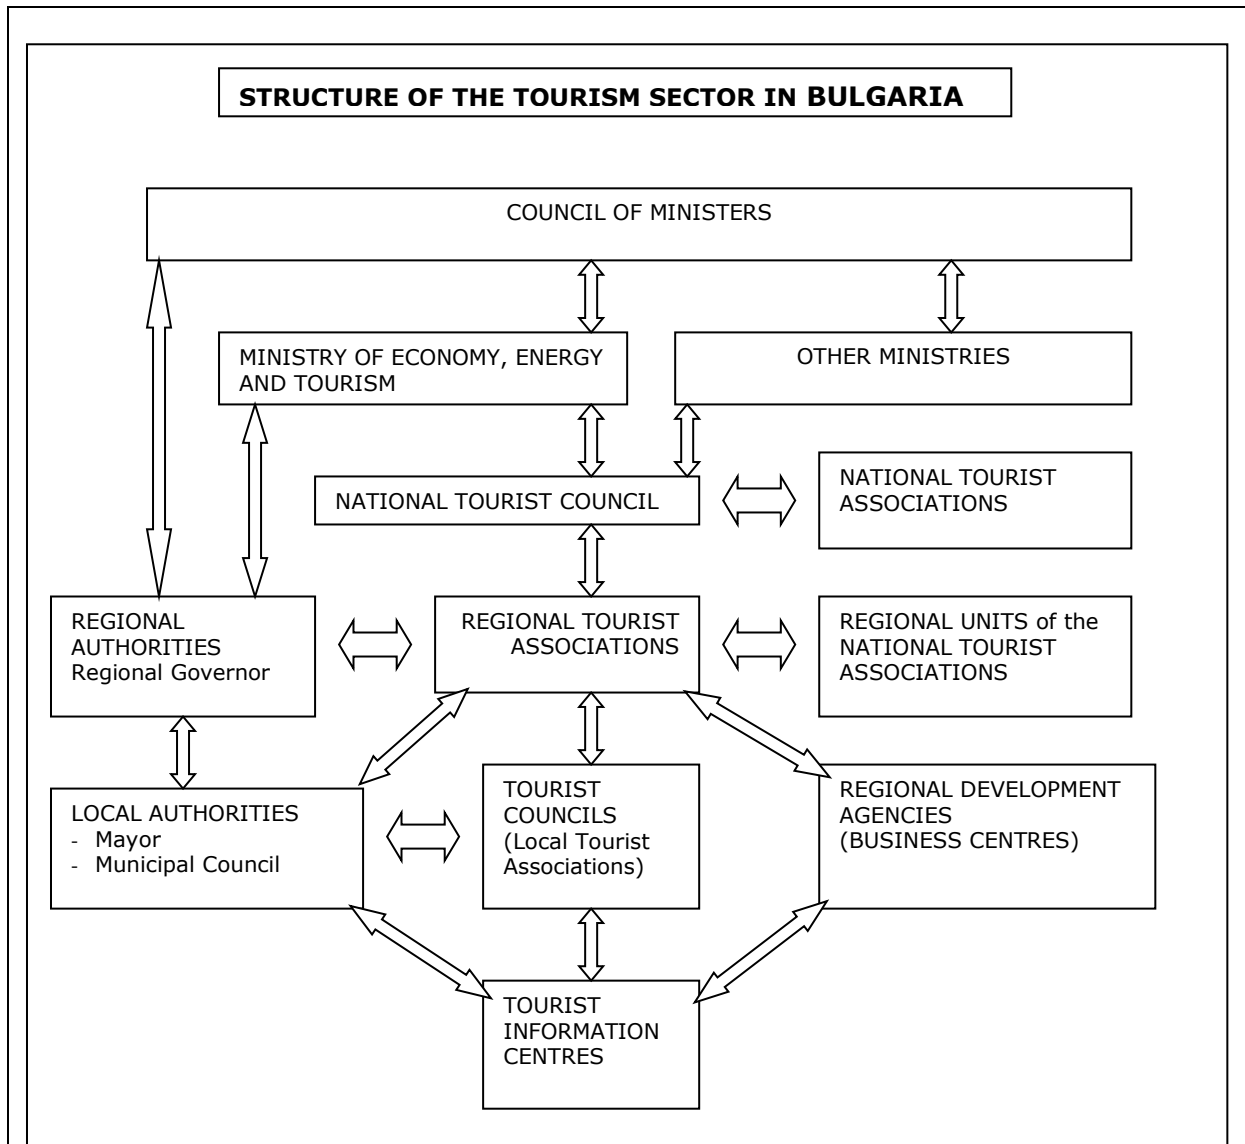 STRUCTURE OF THE TOURISM SECTOR IN BULGARIA
COUNCIL OF MINISTERS
MINISTRY OF ECONOMY, ENERGY
AND TOURISM
OTHER MINISTRIES
NATIONAL TOURIST COUNCIL
NATIONAL TOURIST
ASSOCIATIONS
REGIONAL
AUTHORITIES
Regional Governor
REGIONAL TOURIST
ASSOCIATIONS
REGIONAL UNITS of the
NATIONAL TOURIST
ASSOCIATIONS
LOCAL AUTHORITIES
- Mayor
- Municipal Council
TOURIST
COUNCILS
(Local Tourist
Associations)
REGIONAL DEVELOPMENT
AGENCIES
(BUSINESS CENTRES)
TOURIST
INFORMATION
CENTRES